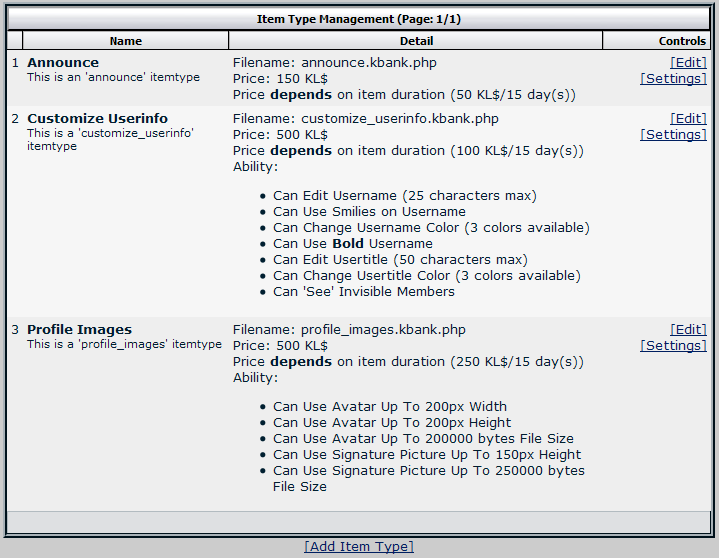 Item Type Management (Page: 1/1)
Name Detail Controls
1 Announce Filename: announce.kbank.php [Edit]
This is an 'announce' itemtype Price: 150 KL$ [Settings]
Price depends on item duration (50 KL$/15 day(s))
2 Customize Userinfo Filename: customize_userinfo.kbank.php [Edit]
This is a 'customize_userinfo' Price: 500 KL$ [Settings]
itemtype Price depends on item duration (100 KL$/15 day(s))
Ability:
• Can Edit Username (25 characters max)
• Can Use Smilies on Username
• Can Change Username Color (3 colors available)
• Can Use Bold Username
• Can Edit Usertitle (50 characters max)
• Can Change Usertitle Color (3 colors available)
• Can 'See' Invisible Members
3 Profile Images Filename: profile_images.kbank.php [Edit]
This is a 'profile_images' itemtype Price: 500 KL$ [Settings]
Price depends on item duration (250 KL$/15 day(s))
Ability:
• Can Use Avatar Up To 200px Width
• Can Use Avatar Up To 200px Height
• Can Use Avatar Up To 200000 bytes File Size
• Can Use Signature Picture Up To 150px Height
• Can Use Signature Picture Up To 250000 bytes
File Size
[Add Item Type]